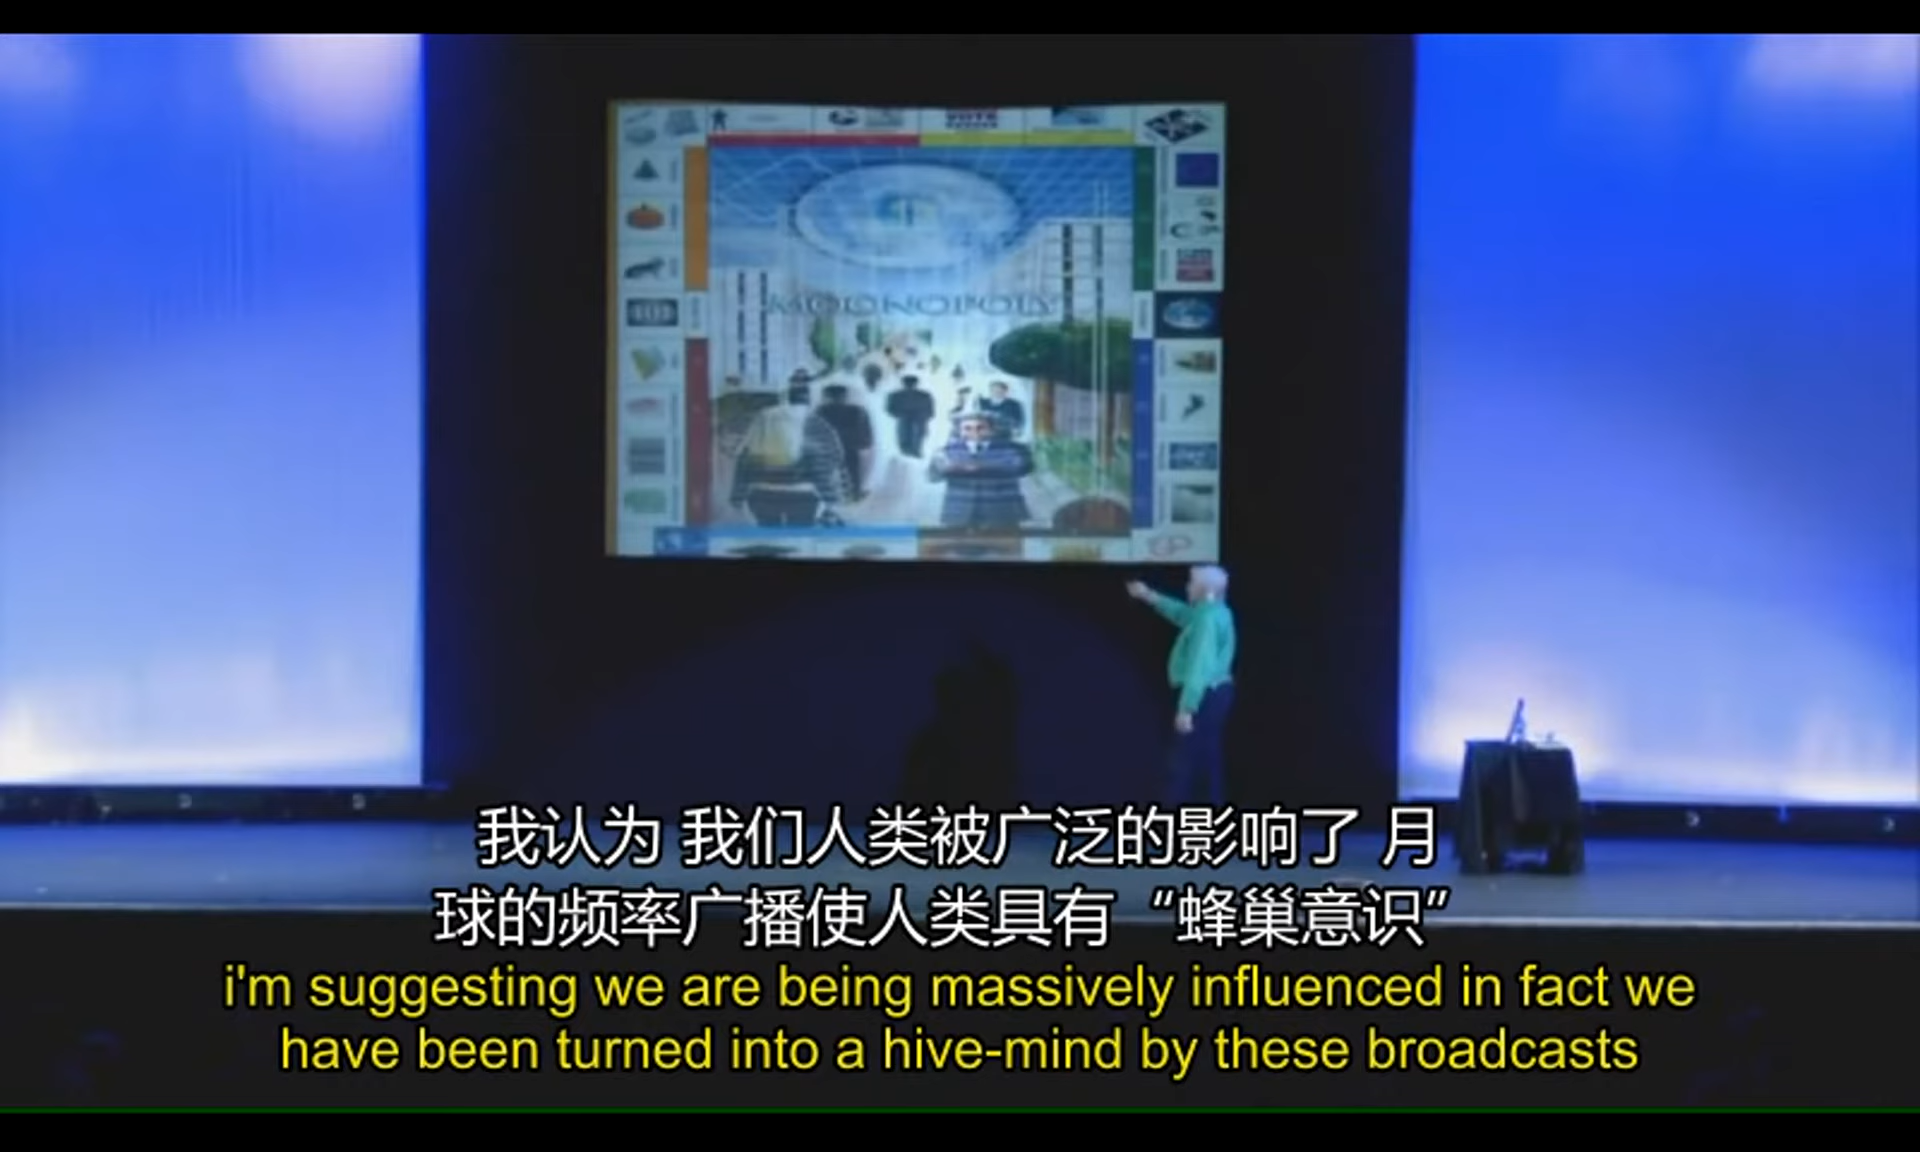 VOTE
MOONOPOLY
我认为 我们人类被广泛的影响了 月
球的频率广播使人类具有“蜂巢意识”
i'm suggesting we are being massively influenced in fact we
have been turned into a hive-mind by these broadcasts